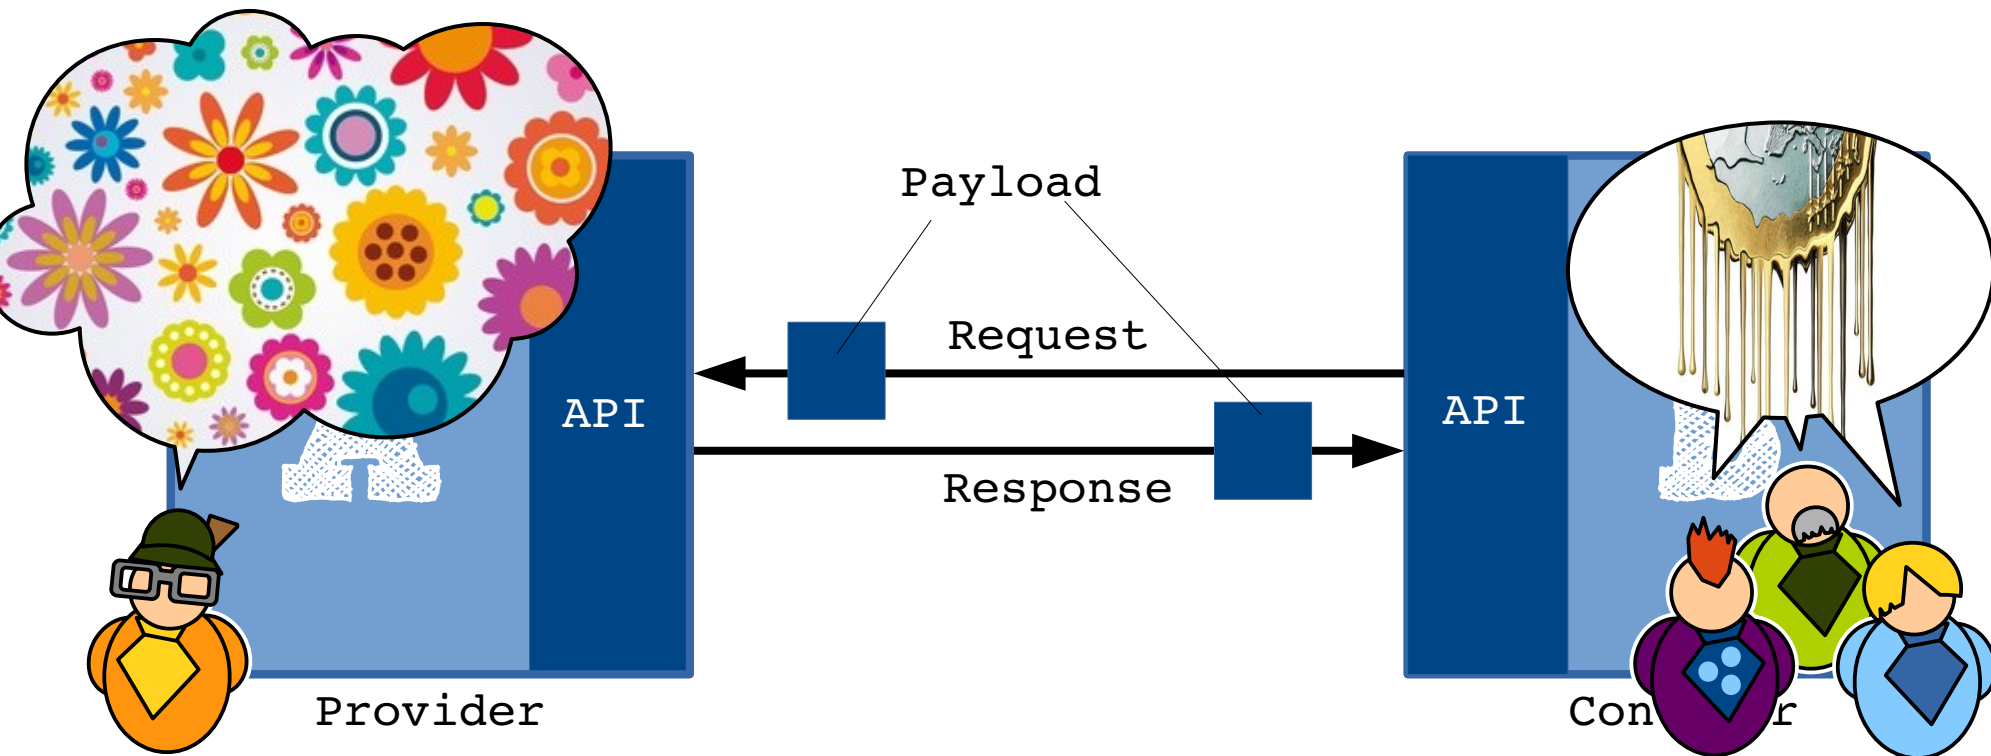 Payload
Request
API
API
Response
Provider